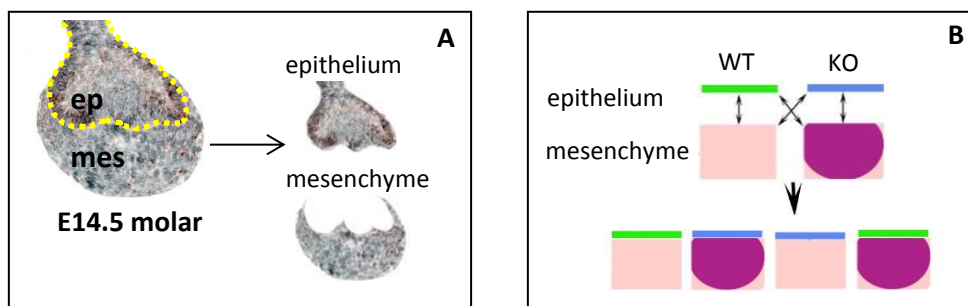 A
epithelium
ep
mes
mesenchyme
E14.5 molar
B
WT KO
epithelium
mesenchyme